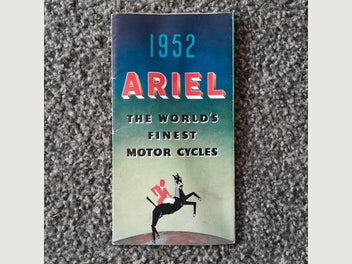 1952
ARIEL
THE WORLD'S
FINEST
MOTOR CYCLES